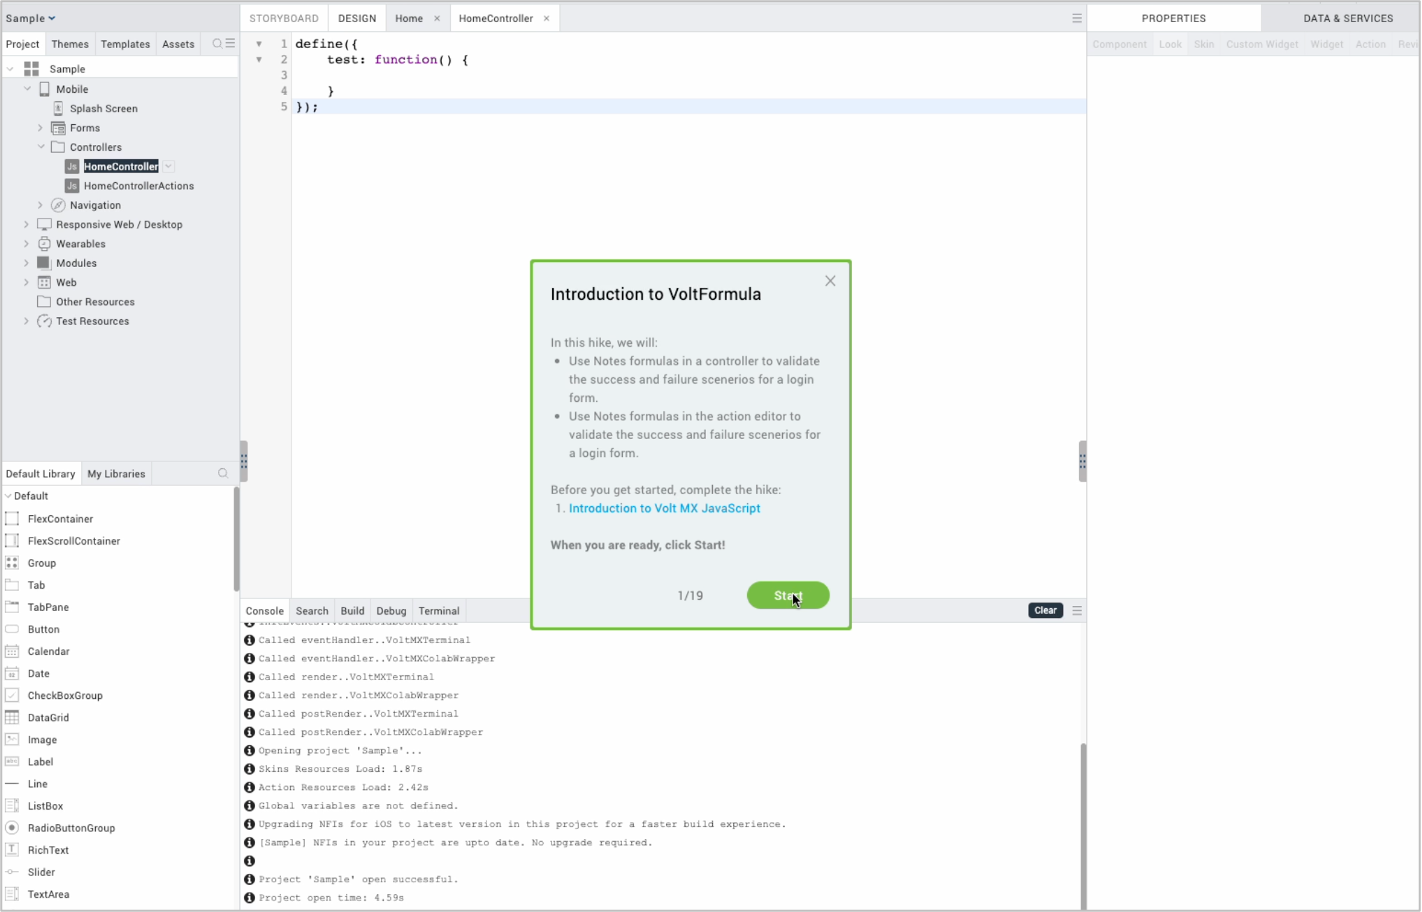 Sample
STORYBOARD
DESIGN
Home
HomeController
PROPERTIES
DATA & SERVICES
Project
Themes
Templates
Assets
Component
Look
Skin
Custom Widget
Widget
Action
Sample
Mobile
Splash Screen
Forms
Controllers
Js HomeController
Js HomeControllerActions
Navigation
Responsive Web / Desktop
Wearables
Modules
Web
Other Resources
Test Resources
1 define({
2 test: function() {
3
4 }
5 });
Introduction to VoltFormula
In this hike, we will:
• Use Notes formulas in a controller to validate
the success and failure scenerios for a login
form.
• Use Notes formulas in the action editor to
validate the success and failure scenerios for
a login form.
Before you get started, complete the hike:
1. Introduction to Volt MX JavaScript
When you are ready, click Start!
1/19
Start
Default Library
My Libraries
Default
FlexContainer
FlexScrollContainer
Group
Tab
TabPane
Button
Calendar
Date
CheckBoxGroup
DataGrid
Image
Label
Line
ListBox
RadioButtonGroup
RichText
Slider
TextArea
Console
Search
Build
Debug
Terminal
Clear
Called eventHandler..VoltMXTerminal
Called eventHandler..VoltMXColabWrapper
Called render..VoltMXTerminal
Called render..VoltMXColabWrapper
Called postRender..VoltMXTerminal
Called postRender..VoltMXColabWrapper
Opening project 'Sample'...
Skins Resources Load: 1.87s
Action Resources Load: 2.42s
Global variables are not defined.
Upgrading NFIs for iOS to latest version in this project for a faster build experience.
[Sample] NFIs in your project are upto date. No upgrade required.
Project 'Sample' open successful.
Project open time: 4.59s